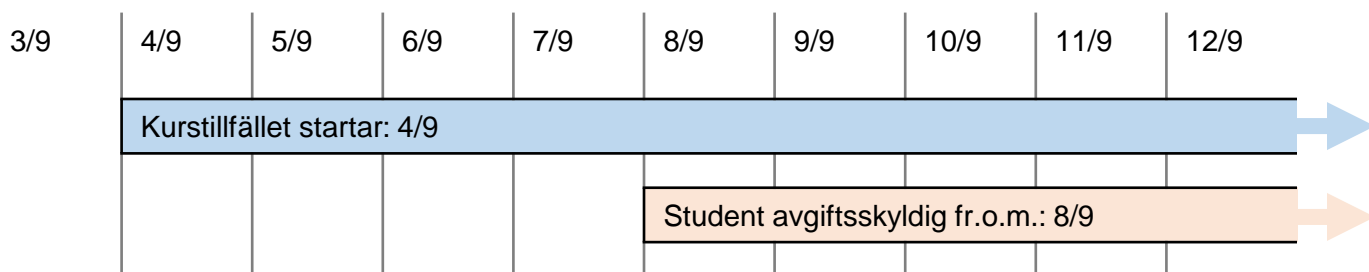 3/9 4/9 5/9 6/9 7/9 8/9 9/9 10/9 11/9 12/9
Kurstillfället startar: 4/9
Student avgiftsskyldig fr.o.m.: 8/9